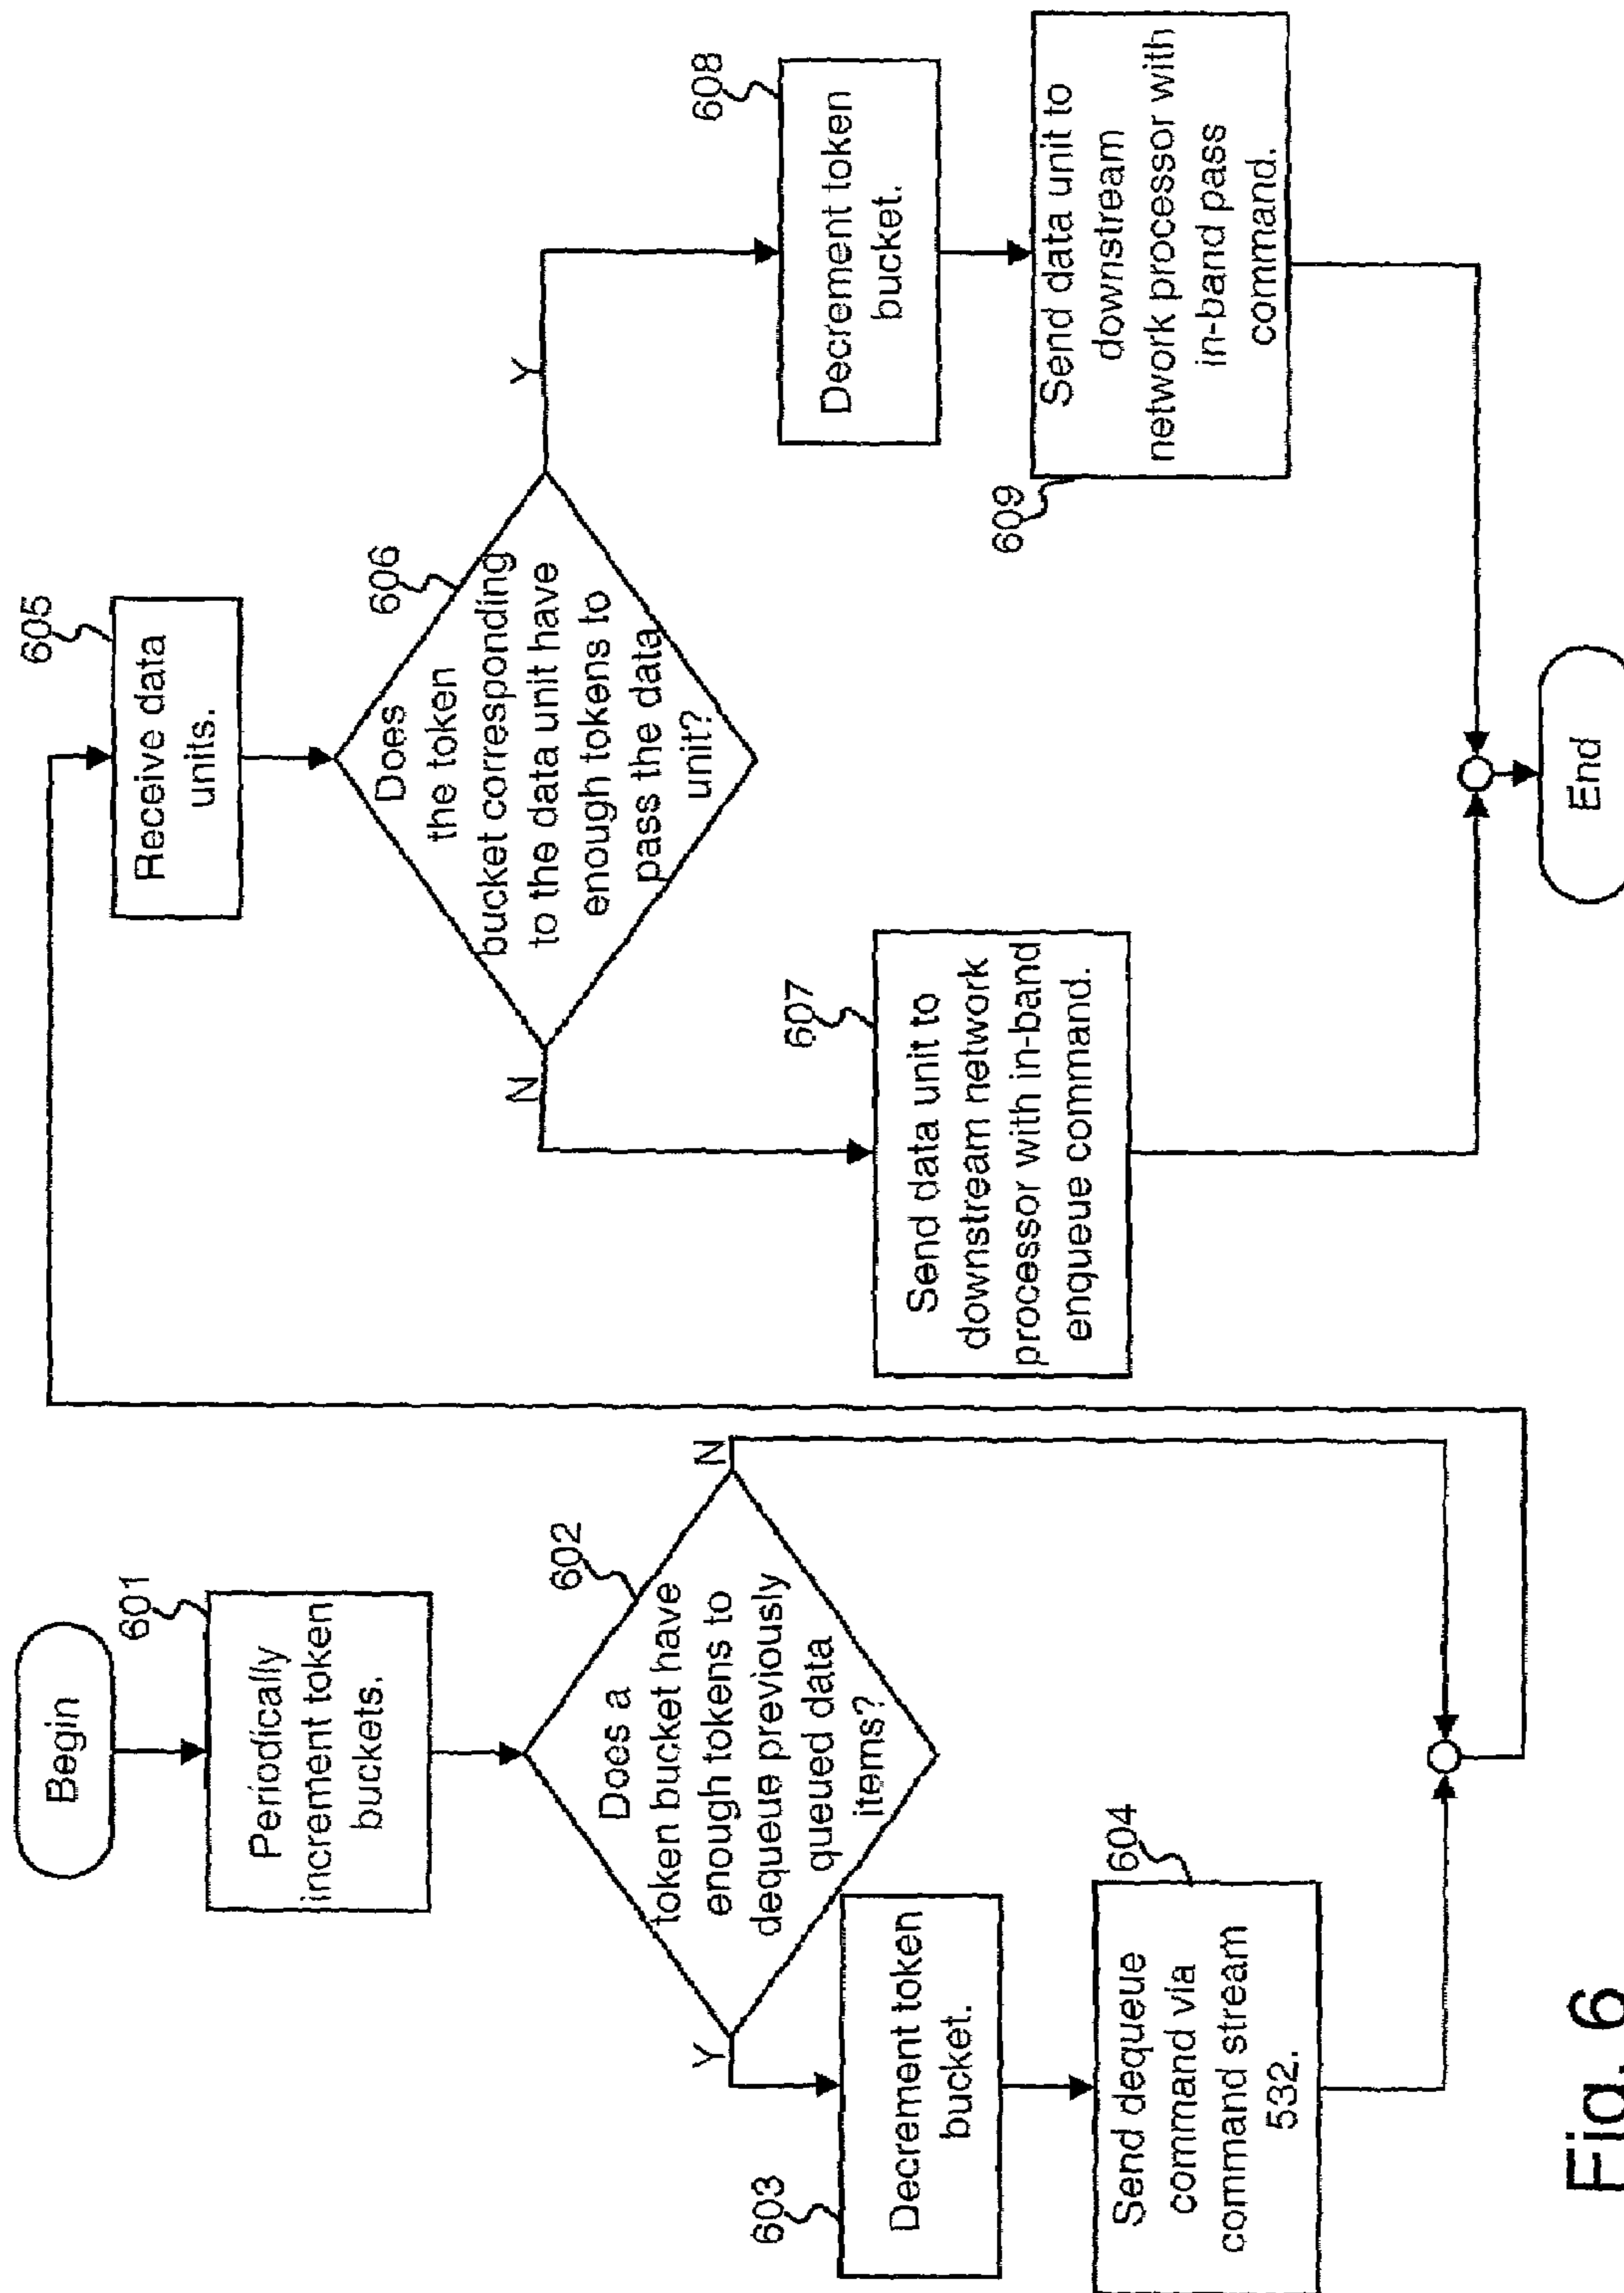 Begin
601
Periodically
increment token
buckets.
602
Does a
token bucket have
enough tokens to
dequeue previously
queued data
items?
Y
N
603
Decrement token
bucket.
604
Send dequeue
command via
command stream
532.
605
Receive data
units.
606
Does
the token
bucket corresponding
to the data unit have
enough tokens to
pass the data
unit?
N
Y
607
Send data unit to
downstream network
processor with in-band
enqueue command.
608
Decrement token
bucket.
609
Send data unit to
downstream
network processor with
in-band pass
command.
End
Fig. 6